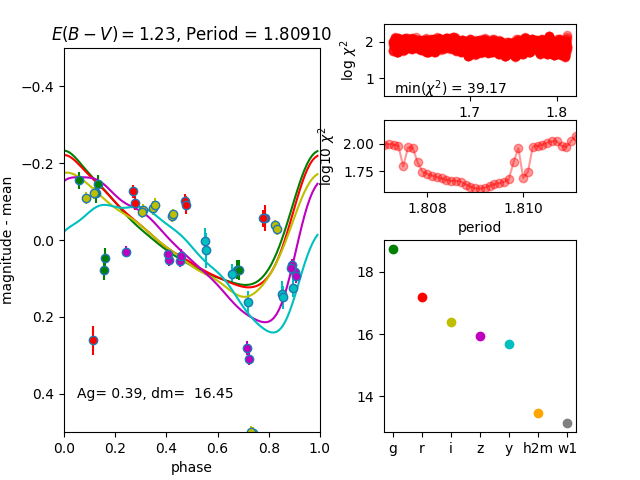 E(B − V) = 1.23, Period = 1.80910
−0.4
−0.2
0.0
0.2
0.4
magnitude - mean
Ag= 0.39, dm= 16.45
0.0 0.2 0.4 0.6 0.8 1.0
phase
log χ²
2
1
min(χ²) = 39.17
1.7 1.8
log10 χ²
2.00
1.75
1.808 1.810
period
18
16
14
g r i z y h2m w1